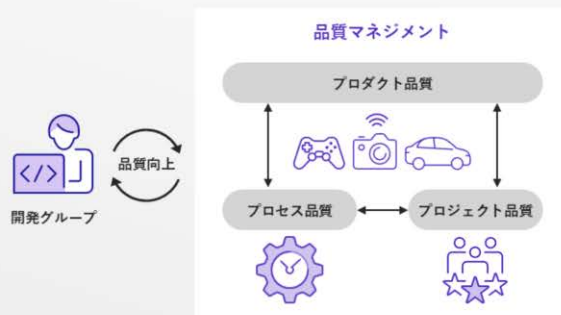 品質マネジメント
プロダクト品質
品質向上
</>
プロセス品質
プロジェクト品質
開発グループ